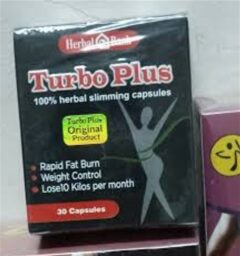 Herbal Bank
Turbo Plus
100% herbal slimming capsules
Turbo Plus
Original
Product
• Rapid Fat Burn
• Weight Control
• Lose10 Kilos per month
30 Capsules